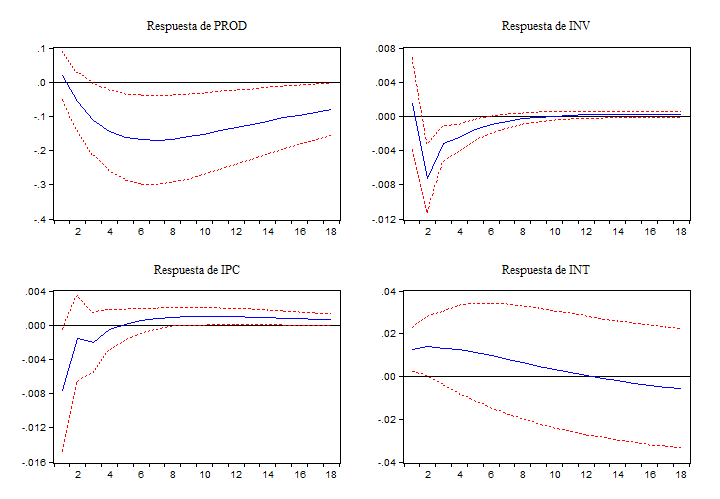 Respuesta de PROD
.1
.0
-.1
-.2
-.3
-.4
2 4 6 8 10 12 14 16 18
Respuesta de INV
.008
.004
.000
-.004
-.008
-.012
2 4 6 8 10 12 14 16 18
Respuesta de IPC
.004
.000
-.004
-.008
-.012
-.016
2 4 6 8 10 12 14 16 18
Respuesta de INT
.04
.02
.00
-.02
-.04
2 4 6 8 10 12 14 16 18